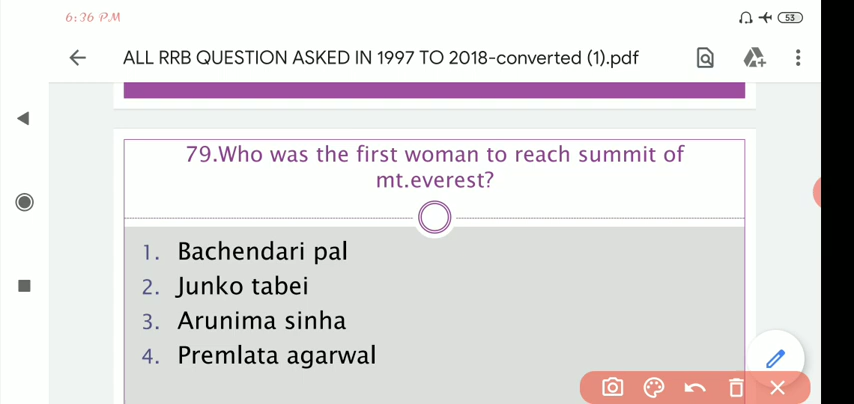 6:36 PM
53
ALL RRB QUESTION ASKED IN 1997 TO 2018-converted (1).pdf
79.Who was the first woman to reach summit of
mt.everest?
1. Bachendari pal
2. Junko tabei
3. Arunima sinha
4. Premlata agarwal